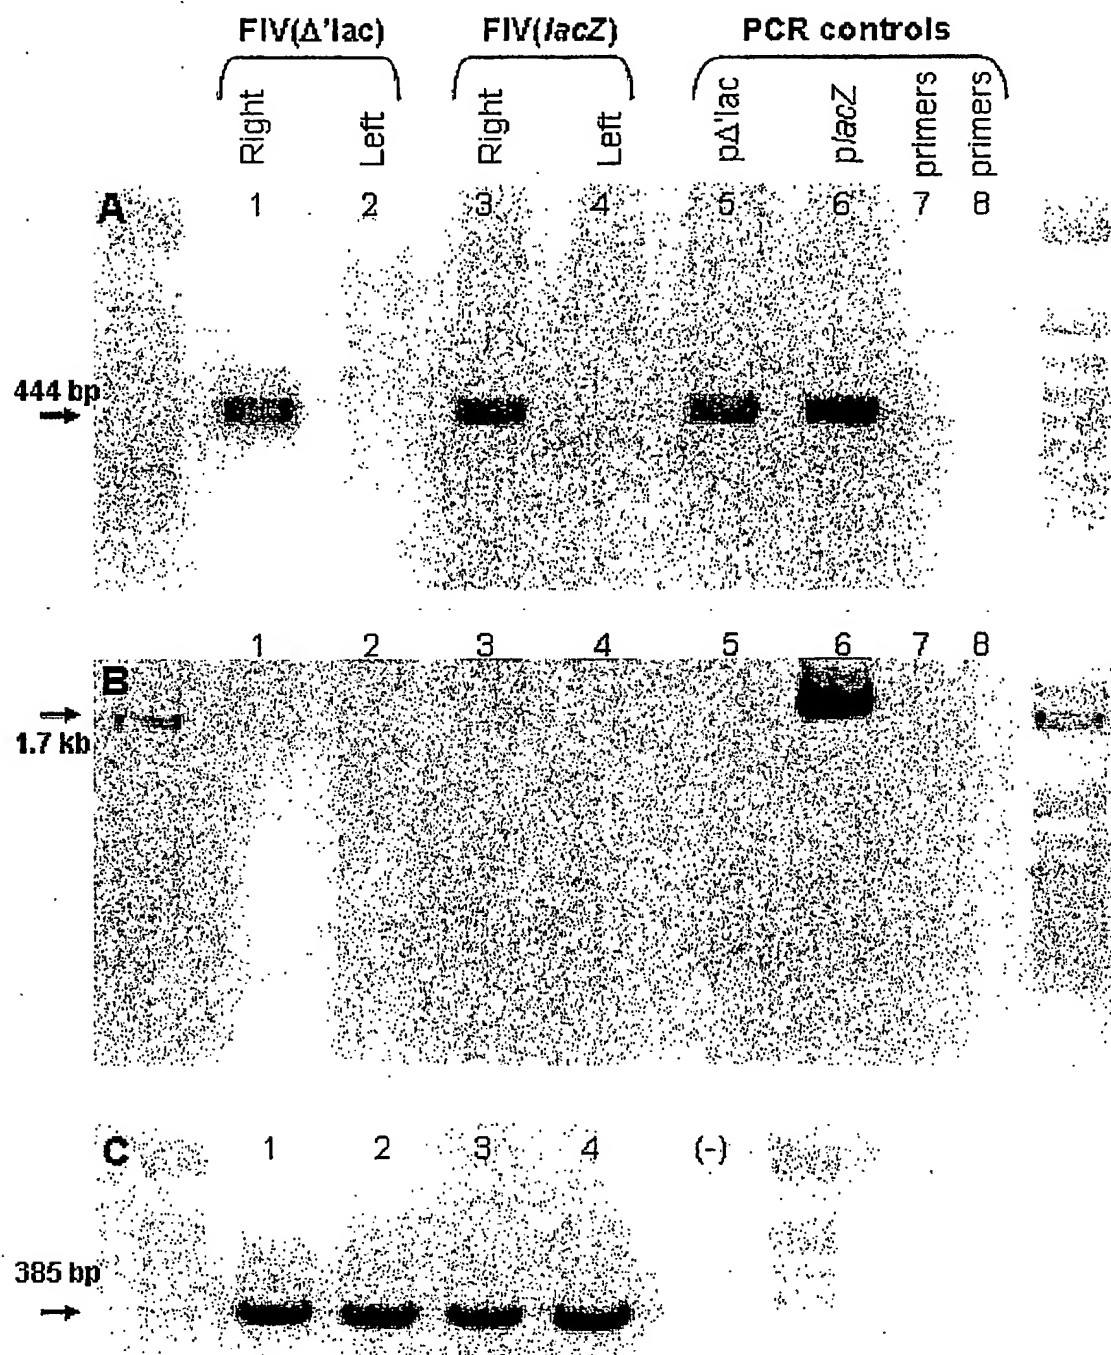 FIV(Δ'lac) FIV(lacZ) PCR controls
Right Left Right Left pΔ'lac placZ primers primers
A 1 2 3 4 5 6 7 8
444 bp
1 2 3 4 5 6 7 8
B
1.7 kb
C 1 2 3 4 (-)
385 bp